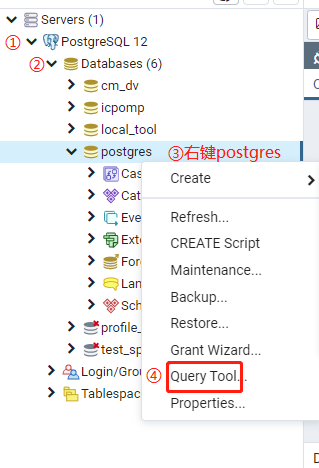 Servers (1)
① PostgreSQL 12
② Databases (6)
cm_dv
icpomp
local_tool
postgres ③右键postgres
Cas
Create
Cat
Eve
Refresh...
Exte
CREATE Script
Fore
Maintenance...
Lan
Backup...
Sch
Restore...
profile_
Grant Wizard...
test_sp
④ Query Tool...
Login/Grou
Properties...
Tablespac